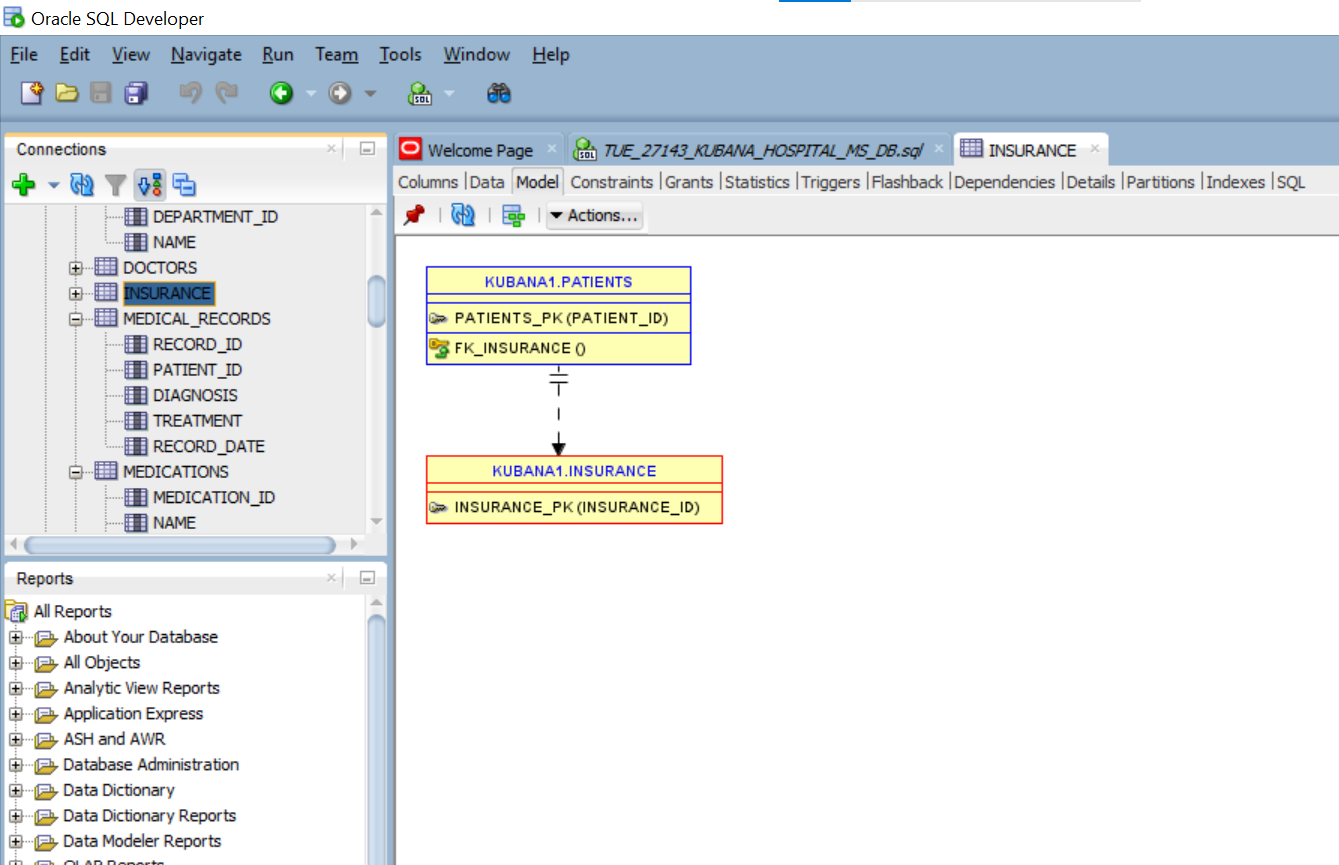 Oracle SQL Developer
File Edit View Navigate Run Team Tools Window Help
SQL
Connections
DEPARTMENT_ID
NAME
DOCTORS
INSURANCE
MEDICAL_RECORDS
RECORD_ID
PATIENT_ID
DIAGNOSIS
TREATMENT
RECORD_DATE
MEDICATIONS
MEDICATION_ID
NAME
Reports
All Reports
About Your Database
All Objects
Analytic View Reports
Application Express
ASH and AWR
Database Administration
Data Dictionary
Data Dictionary Reports
Data Modeler Reports
OLAP Reports
Welcome Page
SQL
TUE_27143_KUBANA_HOSPITAL_MS_DB.sql
INSURANCE
Columns Data Model Constraints Grants Statistics Triggers Flashback Dependencies Details Partitions Indexes SQL
Actions...
KUBANA1.PATIENTS
PATIENTS_PK (PATIENT_ID)
FK_INSURANCE ()
KUBANA1.INSURANCE
INSURANCE_PK (INSURANCE_ID)